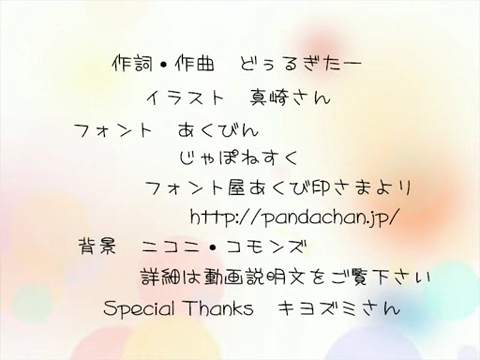 作詞・作曲　どぅるぎたー
イラスト　真崎さん
フォント　あくびん
じゃぽねすく
フォント屋あくび印さまより
http://pandachan.jp/
背景　ニコニ・コモンズ
詳細は動画説明文をご覧下さい
Special Thanks　キヨズミさん